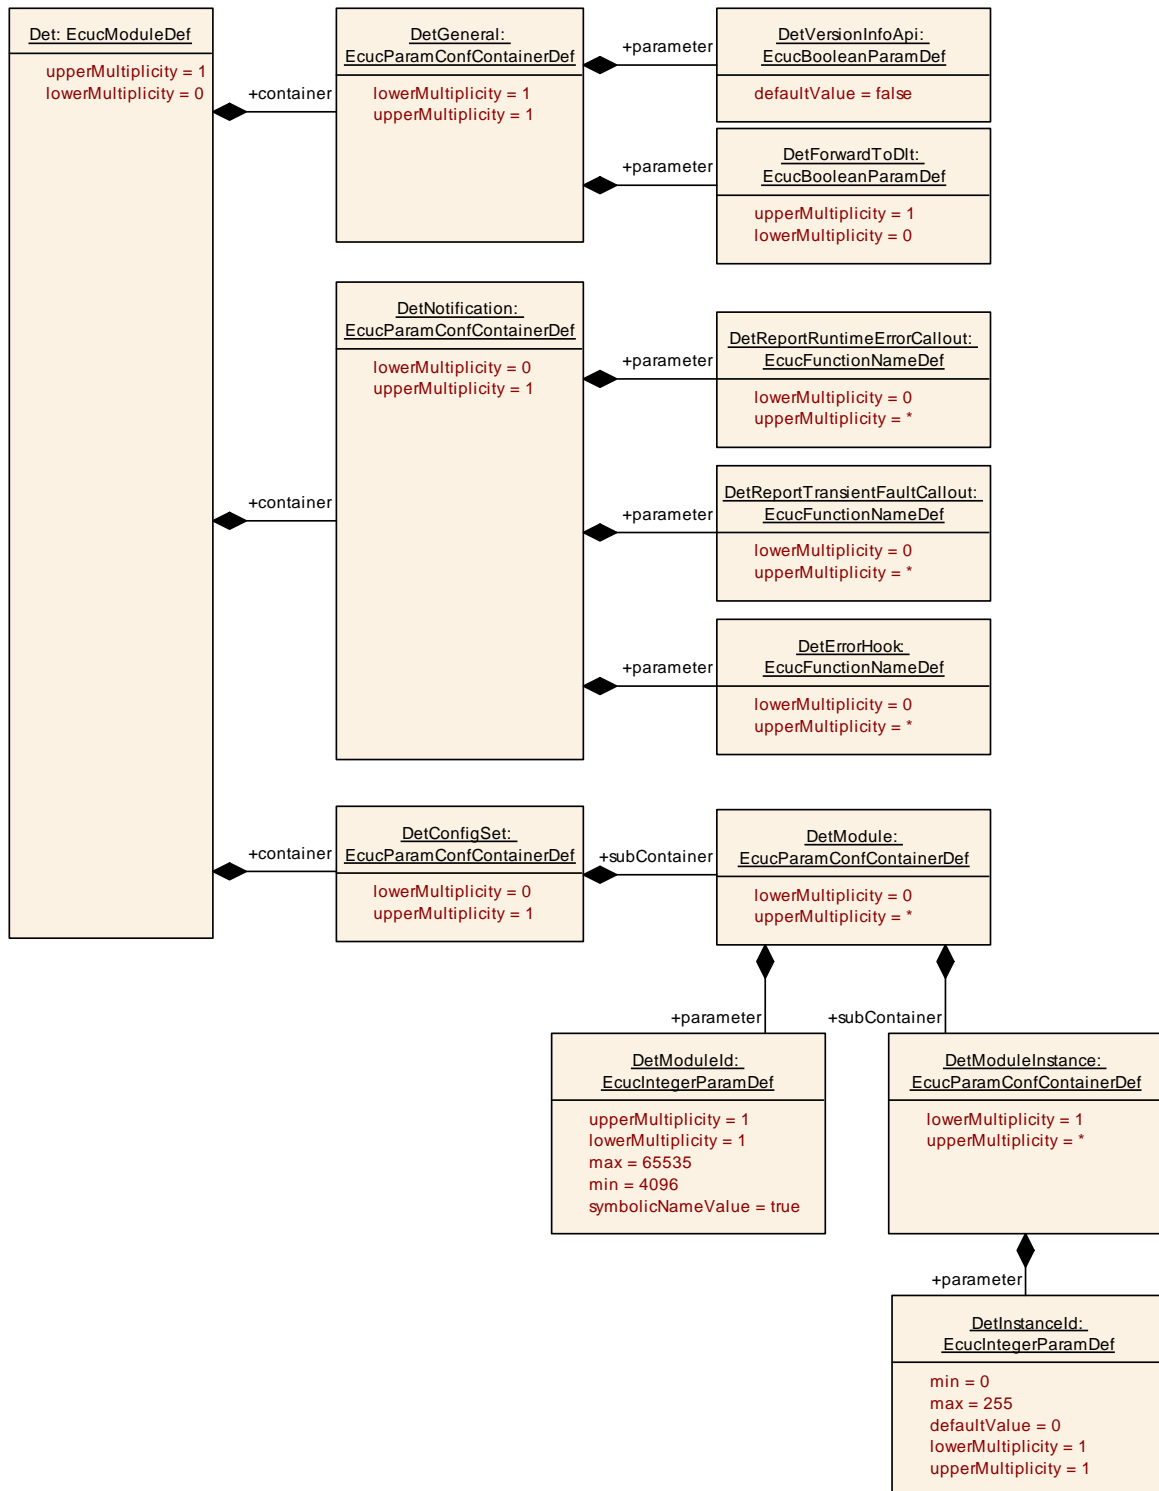 Det: EcucModuleDef
upperMultiplicity = 1
lowerMultiplicity = 0
+container
DetGeneral:
EcucParamConfContainerDef
lowerMultiplicity = 1
upperMultiplicity = 1
+parameter
DetVersionInfoApi:
EcucBooleanParamDef
defaultValue = false
+parameter
DetForwardToDlt:
EcucBooleanParamDef
upperMultiplicity = 1
lowerMultiplicity = 0
+container
DetNotification:
EcucParamConfContainerDef
lowerMultiplicity = 0
upperMultiplicity = 1
+parameter
DetReportRuntimeErrorCallout:
EcucFunctionNameDef
lowerMultiplicity = 0
upperMultiplicity = *
+parameter
DetReportTransientFaultCallout:
EcucFunctionNameDef
lowerMultiplicity = 0
upperMultiplicity = *
+parameter
DetErrorHook:
EcucFunctionNameDef
lowerMultiplicity = 0
upperMultiplicity = *
+container
DetConfigSet:
EcucParamConfContainerDef
lowerMultiplicity = 0
upperMultiplicity = 1
+subContainer
DetModule:
EcucParamConfContainerDef
lowerMultiplicity = 0
upperMultiplicity = *
+parameter
DetModuleId:
EcucIntegerParamDef
upperMultiplicity = 1
lowerMultiplicity = 1
max = 65535
min = 4096
symbolicNameValue = true
+subContainer
DetModuleInstance:
EcucParamConfContainerDef
lowerMultiplicity = 1
upperMultiplicity = *
+parameter
DetInstanceId:
EcucIntegerParamDef
min = 0
max = 255
defaultValue = 0
lowerMultiplicity = 1
upperMultiplicity = 1